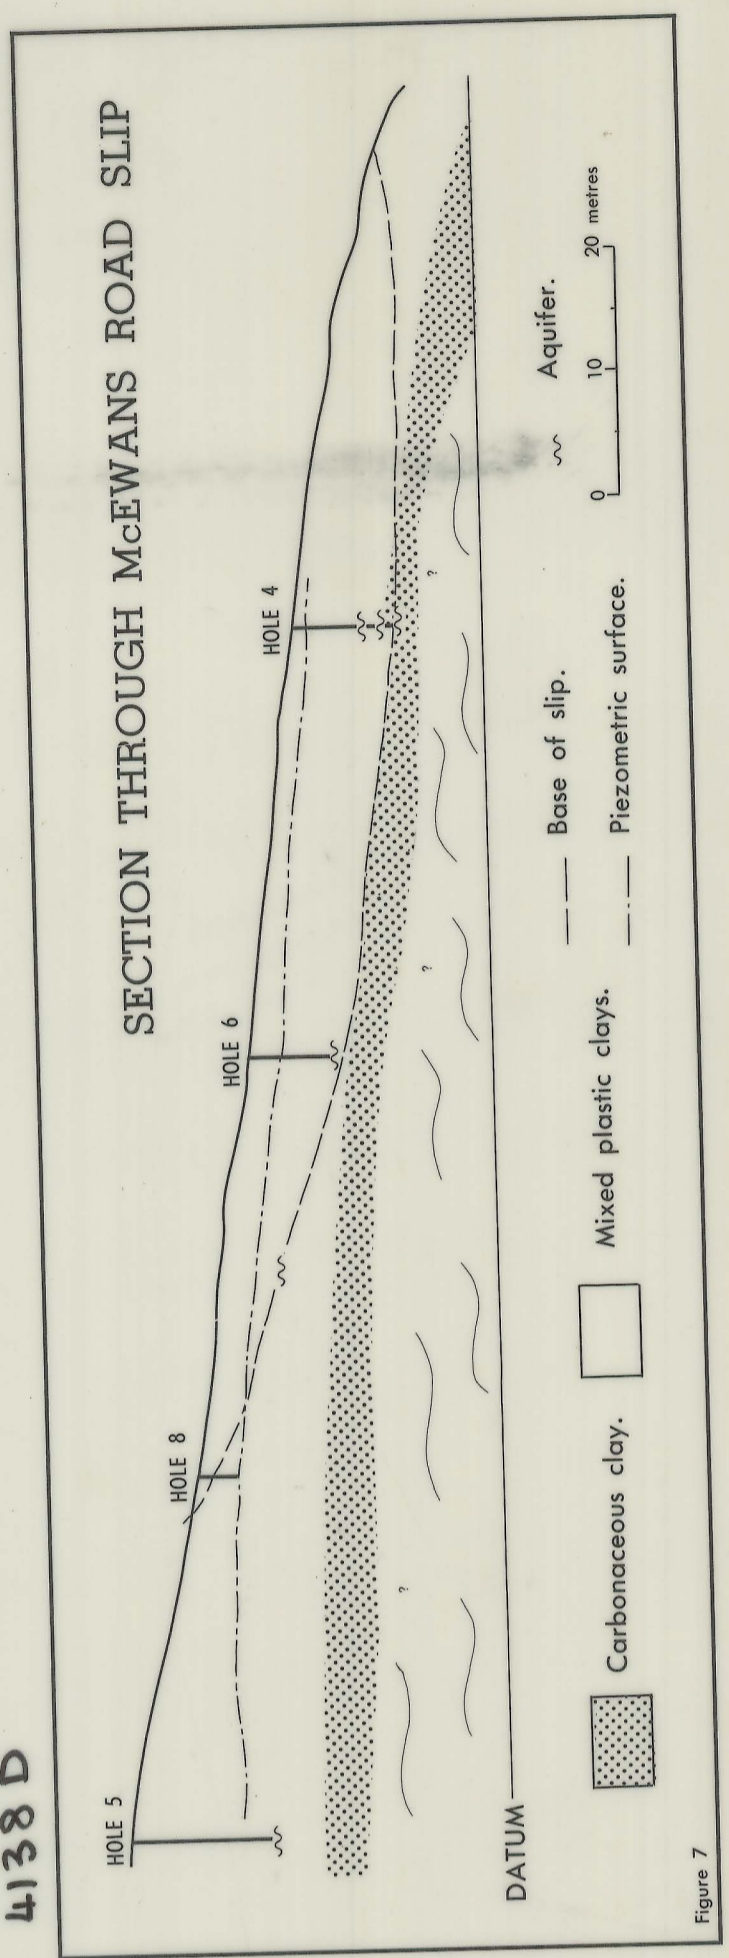 4138 D
SECTION THROUGH McEWANS ROAD SLIP
HOLE 5
HOLE 8
HOLE 6
HOLE 4
?
?
?
DATUM
Carbonaceous clay.
Mixed plastic clays.
Base of slip.
Piezometric surface.
Aquifer.
0 10 20 metres
Figure 7